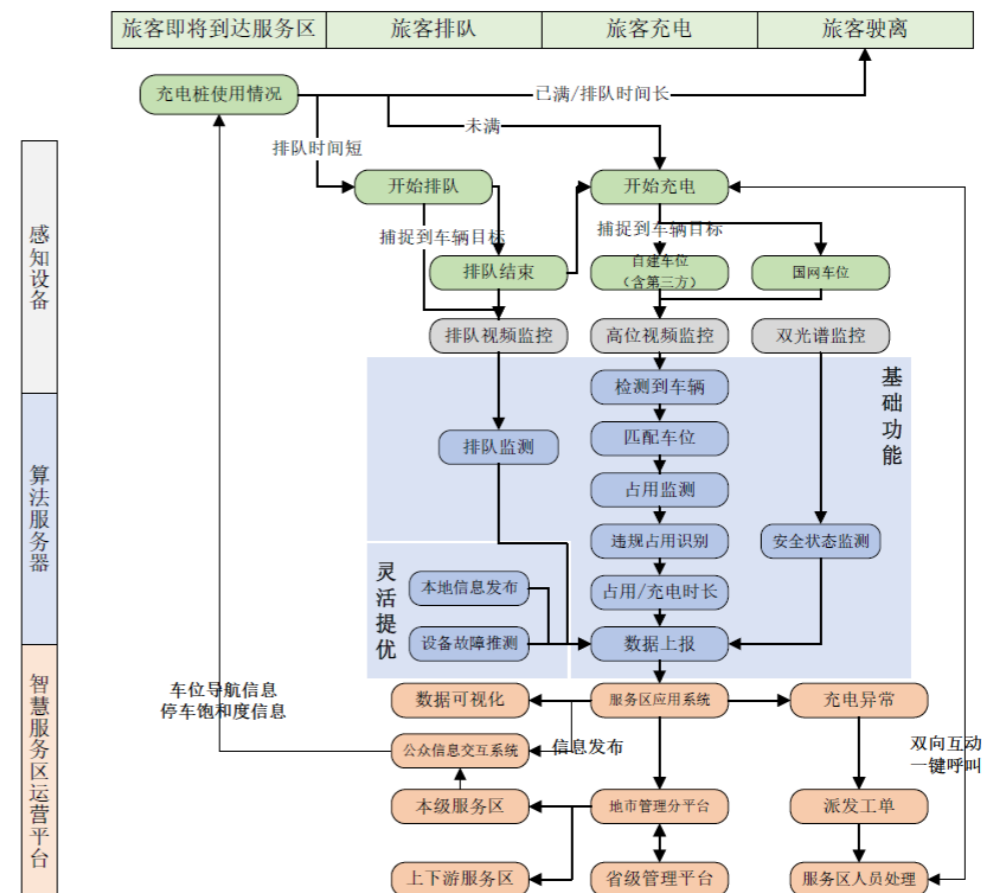 旅客即将到达服务区
旅客排队
旅客充电
旅客驶离
充电桩使用情况
已满/排队时间长
未满
排队时间短
开始排队
开始充电
捕捉到车辆目标
捕捉到车辆目标
排队结束
自建车位
（含第三方）
国网车位
感知设备
排队视频监控
高位视频监控
双光谱监控
基础功能
检测到车辆
匹配车位
排队监测
占用监测
算法服务器
违规占用识别
安全状态监测
灵活提优
本地信息发布
占用/充电时长
设备故障推测
数据上报
智慧服务区运营平台
车位导航信息
停车饱和度信息
数据可视化
服务区应用系统
充电异常
公众信息交互系统
信息发布
双向互动
一键呼叫
本级服务区
地市管理分平台
派发工单
上下游服务区
省级管理平台
服务区人员处理